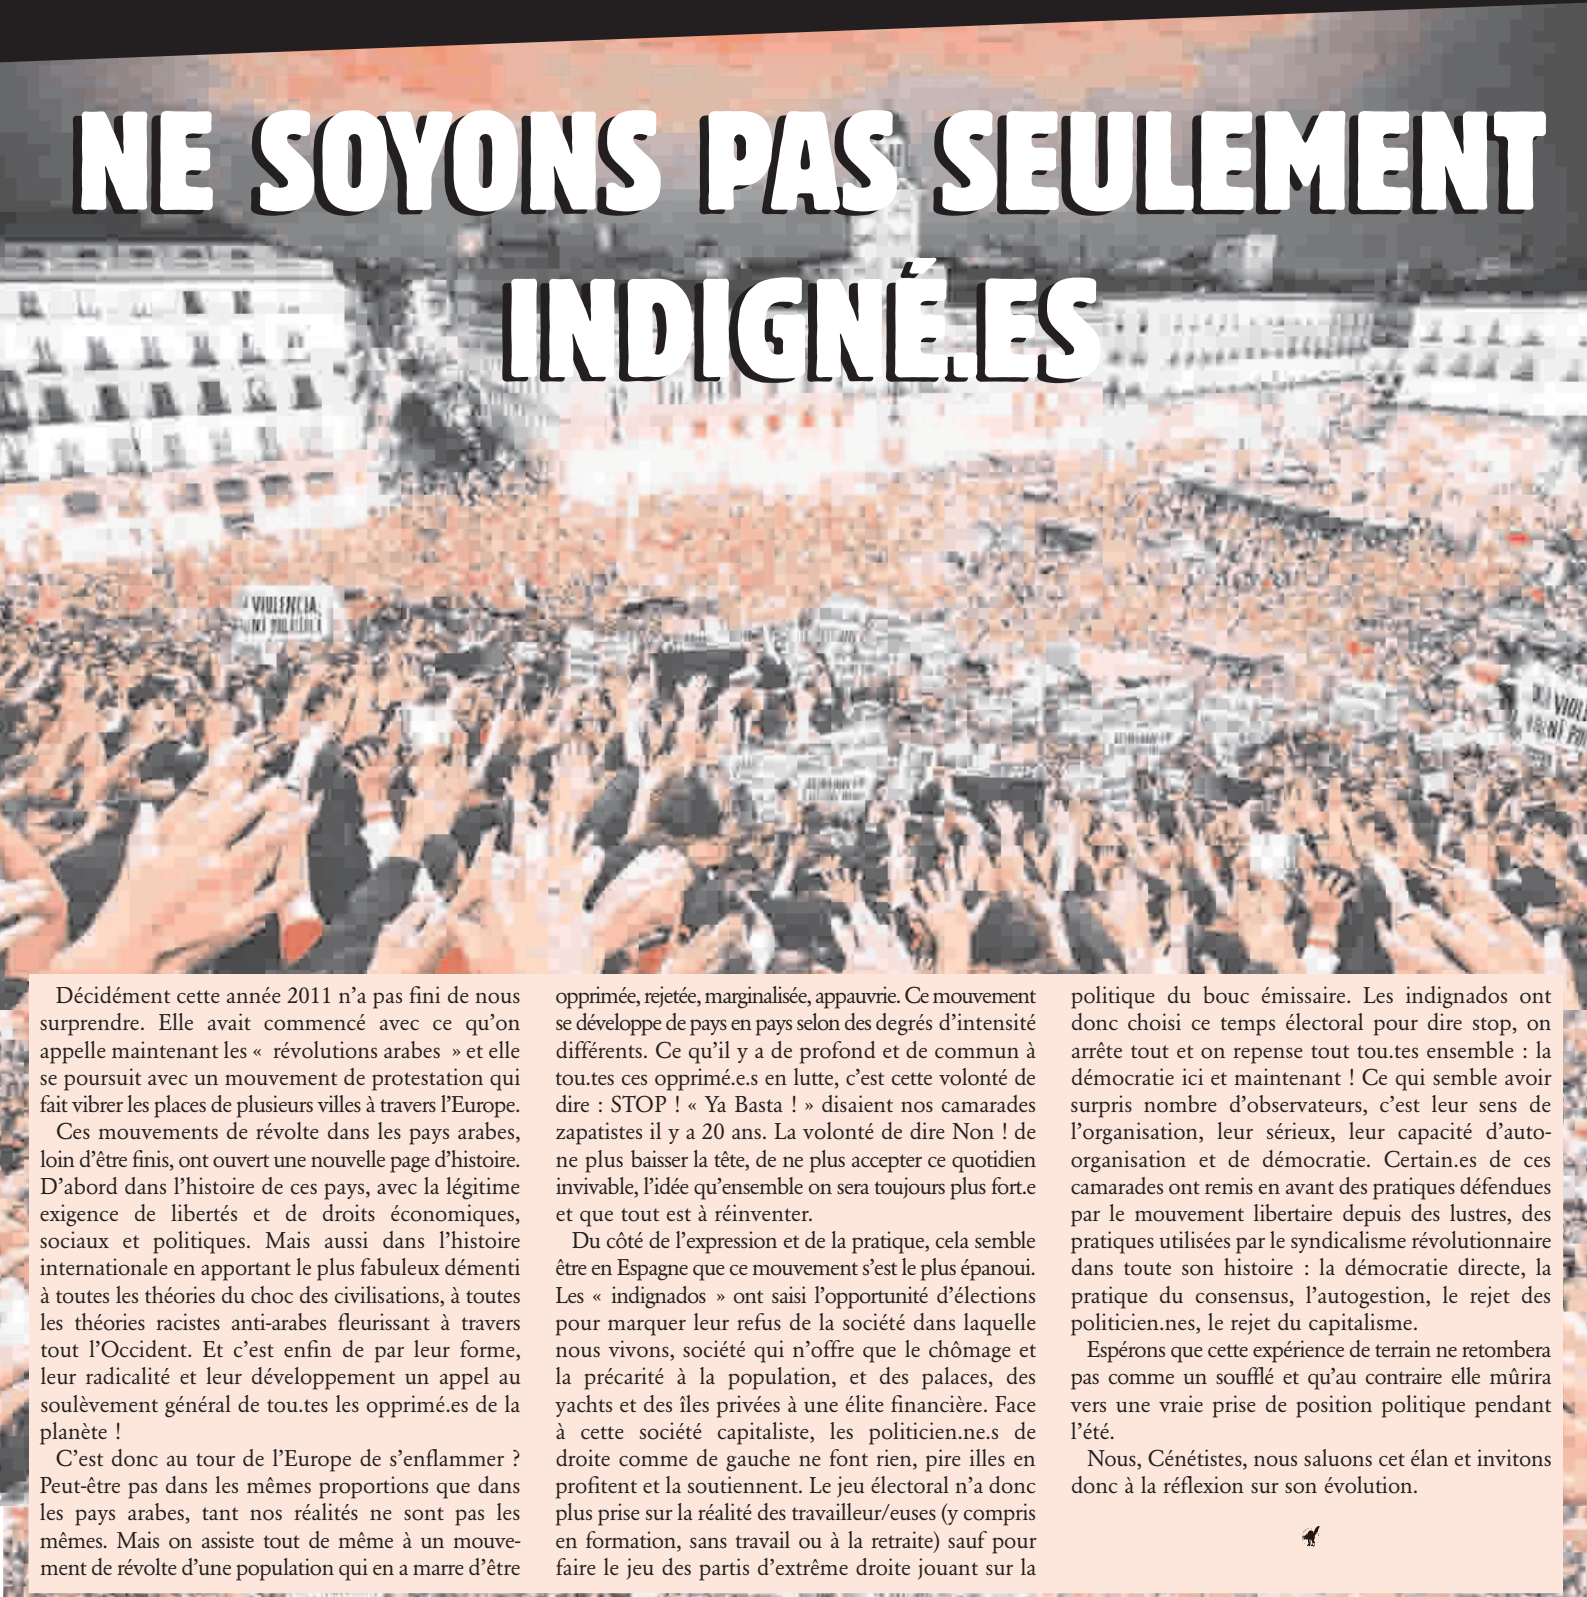 NE SOYONS PAS SEULEMENT
INDIGNÉ.ES
VIOLENCIA
Décidément cette année 2011 n’a pas fini de nous
surprendre. Elle avait commencé avec ce qu’on
appelle maintenant les « révolutions arabes » et elle
se poursuit avec un mouvement de protestation qui
fait vibrer les places de plusieurs villes à travers l’Europe.
Ces mouvements de révolte dans les pays arabes,
loin d’être finis, ont ouvert une nouvelle page d’histoire.
D’abord dans l’histoire de ces pays, avec la légitime
exigence de libertés et de droits économiques,
sociaux et politiques. Mais aussi dans l’histoire
internationale en apportant le plus fabuleux démenti
à toutes les théories du choc des civilisations, à toutes
les théories racistes anti-arabes fleurissant à travers
tout l’Occident. Et c’est enfin de par leur forme,
leur radicalité et leur développement un appel au
soulèvement général de tou.tes les opprimé.es de la
planète !
C’est donc au tour de l’Europe de s’enflammer ?
Peut-être pas dans les mêmes proportions que dans
les pays arabes, tant nos réalités ne sont pas les
mêmes. Mais on assiste tout de même à un mouve-
ment de révolte d’une population qui en a marre d’être
opprimée, rejetée, marginalisée, appauvrie. Ce mouvement
se développe de pays en pays selon des degrés d’intensité
différents. Ce qu’il y a de profond et de commun à
tou.tes ces opprimé.e.s en lutte, c’est cette volonté de
dire : STOP ! « Ya Basta ! » disaient nos camarades
zapatistes il y a 20 ans. La volonté de dire Non ! de
ne plus baisser la tête, de ne plus accepter ce quotidien
invivable, l’idée qu’ensemble on sera toujours plus fort.e
et que tout est à réinventer.
Du côté de l’expression et de la pratique, cela semble
être en Espagne que ce mouvement s’est le plus épanoui.
Les « indignados » ont saisi l’opportunité d’élections
pour marquer leur refus de la société dans laquelle
nous vivons, société qui n’offre que le chômage et
la précarité à la population, et des palaces, des
yachts et des îles privées à une élite financière. Face
à cette société capitaliste, les politicien.ne.s de
droite comme de gauche ne font rien, pire illes en
profitent et la soutiennent. Le jeu électoral n’a donc
plus prise sur la réalité des travailleur/euses (y compris
en formation, sans travail ou à la retraite) sauf pour
faire le jeu des partis d’extrême droite jouant sur la
politique du bouc émissaire. Les indignados ont
donc choisi ce temps électoral pour dire stop, on
arrête tout et on repense tout tou.tes ensemble : la
démocratie ici et maintenant ! Ce qui semble avoir
surpris nombre d’observateurs, c’est leur sens de
l’organisation, leur sérieux, leur capacité d’auto-
organisation et de démocratie. Certain.es de ces
camarades ont remis en avant des pratiques défendues
par le mouvement libertaire depuis des lustres, des
pratiques utilisées par le syndicalisme révolutionnaire
dans toute son histoire : la démocratie directe, la
pratique du consensus, l’autogestion, le rejet des
politicien.nes, le rejet du capitalisme.
Espérons que cette expérience de terrain ne retombera
pas comme un soufflé et qu’au contraire elle mûrira
vers une vraie prise de position politique pendant
l’été.
Nous, Cénétistes, nous saluons cet élan et invitons
donc à la réflexion sur son évolution.